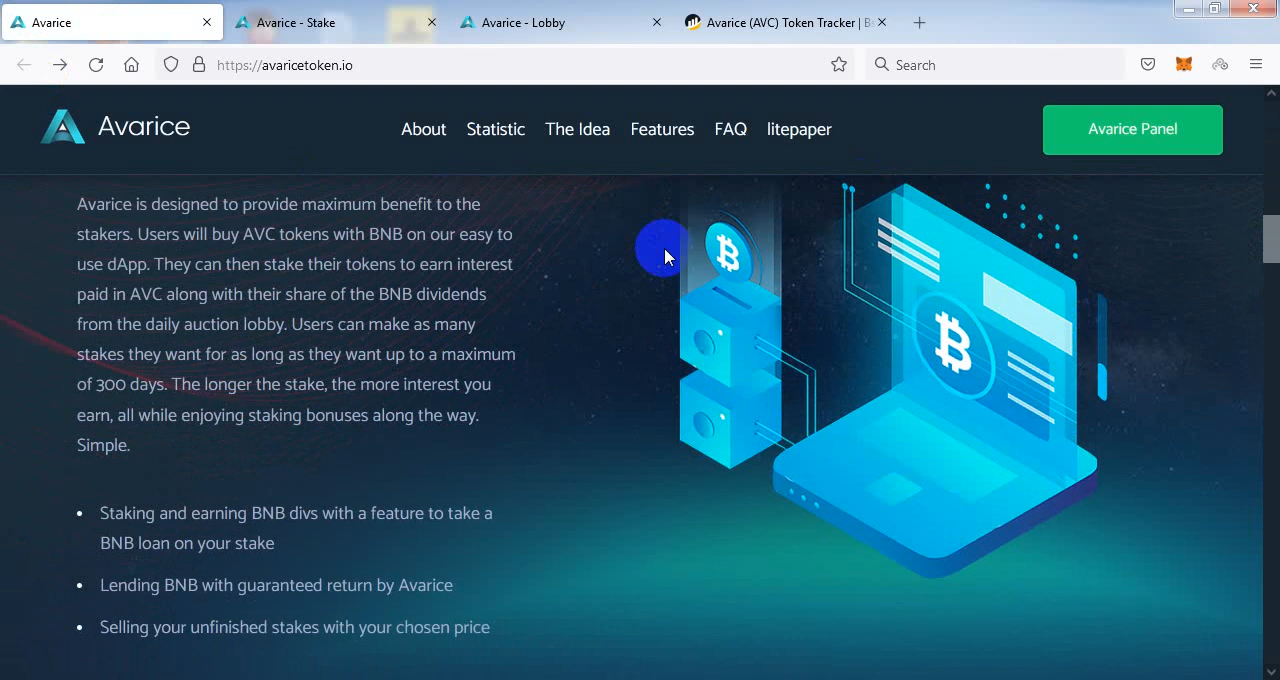 Avarice
Avarice - Stake
Avarice - Lobby
Avarice (AVC) Token Tracker |
https://avaricetoken.io
Search
Avarice
About
Statistic
The Idea
Features
FAQ
litepaper
Avarice Panel
Avarice is designed to provide maximum benefit to the
stakers. Users will buy AVC tokens with BNB on our easy to
use dApp. They can then stake their tokens to earn interest
paid in AVC along with their share of the BNB dividends
from the daily auction lobby. Users can make as many
stakes they want for as long as they want up to a maximum
of 300 days. The longer the stake, the more interest you
earn, all while enjoying staking bonuses along the way.
Simple.
• Staking and earning BNB divs with a feature to take a
BNB loan on your stake
• Lending BNB with guaranteed return by Avarice
• Selling your unfinished stakes with your chosen price